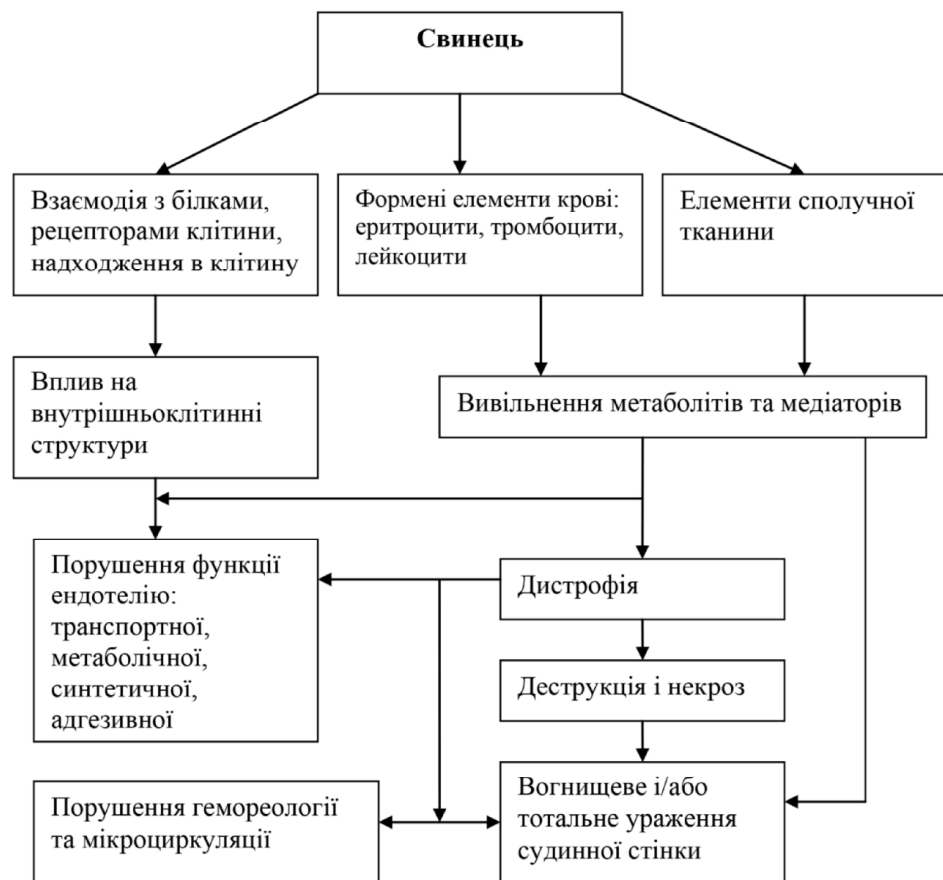 Свинець
Взаємодія з білками,
рецепторами клітини,
надходження в клітину
Формені елементи крові:
еритроцити, тромбоцити,
лейкоцити
Елементи сполучної
тканини
Вплив на
внутрішньоклітинні
структури
Вивільнення метаболітів та медіаторів
Порушення функції
ендотелію:
транспортної,
метаболічної,
синтетичної,
адгезивної
Дистрофія
Деструкція і некроз
Порушення гемореології
та мікроциркуляції
Вогнищеве і/або
тотальне ураження
судинної стінки